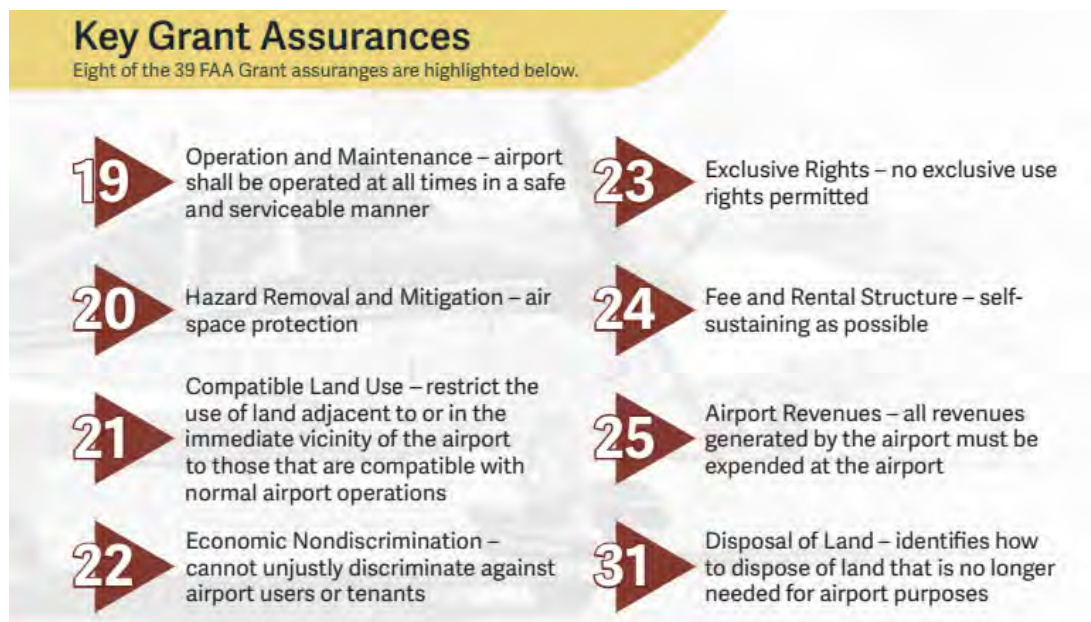 Key Grant Assurances
Eight of the 39 FAA Grant assuranges are highlighted below.
19
Operation and Maintenance – airport
shall be operated at all times in a safe
and serviceable manner
20
Hazard Removal and Mitigation – air
space protection
21
Compatible Land Use – restrict the
use of land adjacent to or in the
immediate vicinity of the airport
to those that are compatible with
normal airport operations
22
Economic Nondiscrimination –
cannot unjustly discriminate against
airport users or tenants
23
Exclusive Rights – no exclusive use
rights permitted
24
Fee and Rental Structure – self-
sustaining as possible
25
Airport Revenues – all revenues
generated by the airport must be
expended at the airport
31
Disposal of Land – identifies how
to dispose of land that is no longer
needed for airport purposes